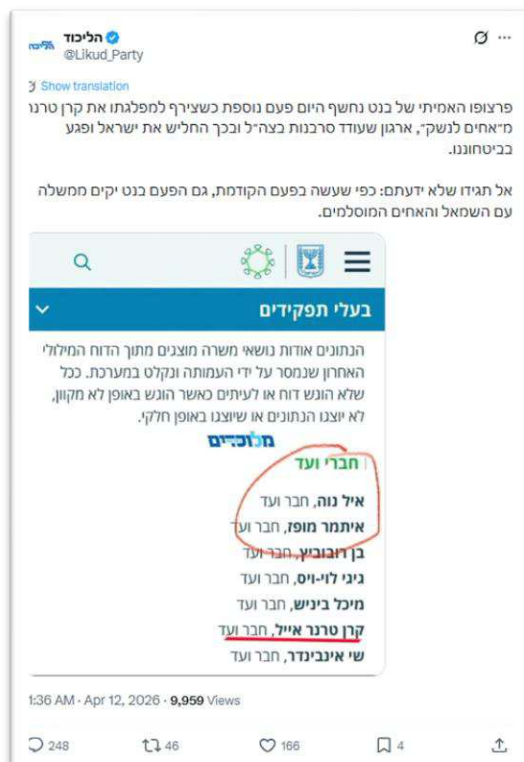 הליכוד
@Likud_Party
Show translation
פרצופו האמיתי של בנט נחשף היום פעם נוספת כשצירף למפלגתו את קרן טרנר
מ״אחים לנשק״, ארגון שעודד סרבנות בצה״ל ובכך החליש את ישראל ופגע
בביטחוננו.
אל תגידו שלא ידעתם: כפי שעשה בפעם הקודמת, גם הפעם בנט יקים ממשלה
עם השמאל והאחים המוסלמים.
בעלי תפקידים
הנתונים אודות נושאי משרה מוצגים מתוך הדוח המילולי
האחרון שנמסר על ידי העמותה ונקלט במערכת. ככל
שלא הוגש דוח או לעיתים כאשר הוגש באופן לא מקוון,
לא יוצגו הנתונים או שיוצגו באופן חלקי.
מלוכדים
חברי ועד
איל נוה, חבר ועד
איתמר מופז, חבר ועד
בן רובוביץ, חבר ועד
גיגי לוי-ויס, חבר ועד
מיכל ביניש, חבר ועד
קרן טרנר אייל, חבר ועד
שי אינבינדר, חבר ועד
1:36 AM · Apr 12, 2026 · 9,959 Views
248 46 166 4